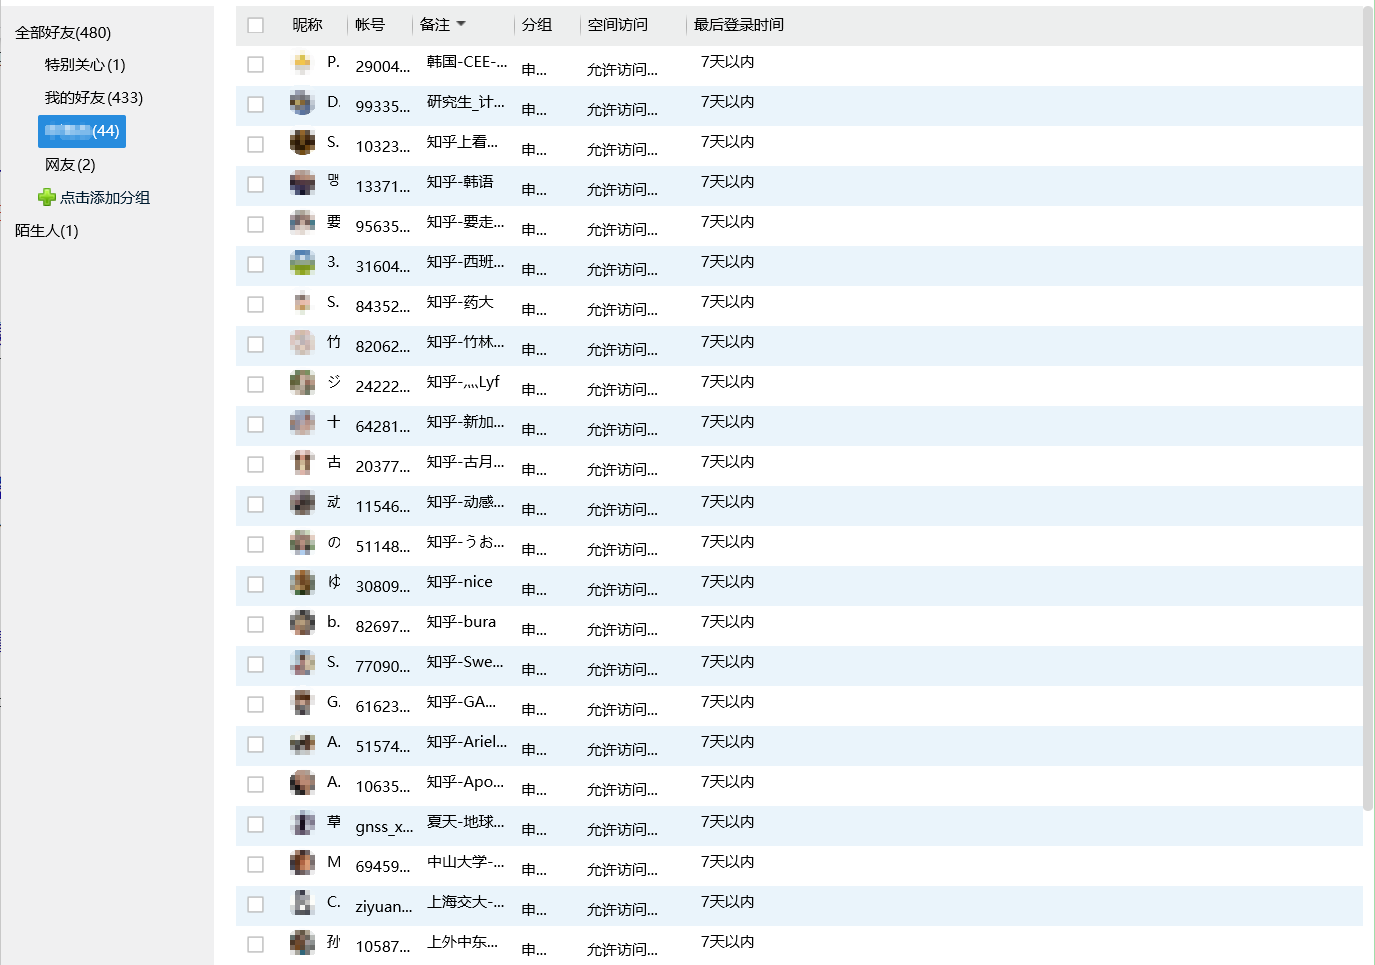 全部好友(480)
特别关心(1)
我的好友(433)
(44)
网友(2)
点击添加分组
陌生人(1)
昵称 帐号 备注 分组 空间访问 最后登录时间
P. 29004... 韩国-CEE-... 申... 允许访问... 7天以内
D. 99335... 研究生_计... 申... 允许访问... 7天以内
S. 10323... 知乎上看... 申... 允许访问... 7天以内
맹 13371... 知乎-韩语 申... 允许访问... 7天以内
要 95635... 知乎-要走... 申... 允许访问... 7天以内
3. 31604... 知乎-西班... 申... 允许访问... 7天以内
S. 84352... 知乎-药大 申... 允许访问... 7天以内
竹 82062... 知乎-竹林... 申... 允许访问... 7天以内
ジ 24222... 知乎-灬Lyf 申... 允许访问... 7天以内
十 64281... 知乎-新加... 申... 允许访问... 7天以内
古 20377... 知乎-古月... 申... 允许访问... 7天以内
动 11546... 知乎-动感... 申... 允许访问... 7天以内
の 51148... 知乎-うお... 申... 允许访问... 7天以内
ゆ 30809... 知乎-nice 申... 允许访问... 7天以内
b. 82697... 知乎-bura 申... 允许访问... 7天以内
S. 77090... 知乎-Swe... 申... 允许访问... 7天以内
G. 61623... 知乎-GA... 申... 允许访问... 7天以内
A. 51574... 知乎-Ariel... 申... 允许访问... 7天以内
A. 10635... 知乎-Apo... 申... 允许访问... 7天以内
草 gnss_x... 夏天-地球... 申... 允许访问... 7天以内
M 69459... 中山大学-... 申... 允许访问... 7天以内
C. ziyuan... 上海交大-... 申... 允许访问... 7天以内
孙 10587... 上外中东... 申... 允许访问... 7天以内